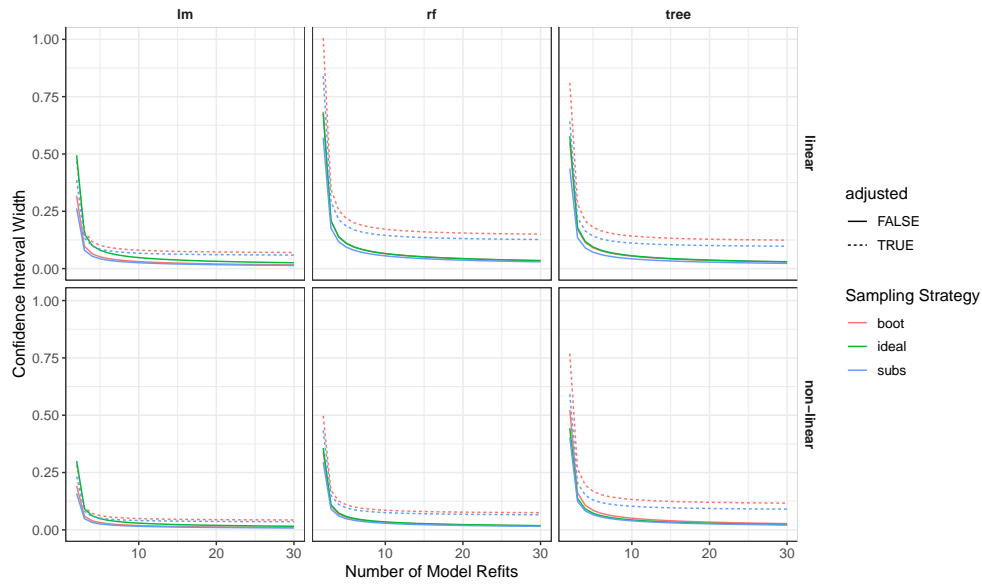 lm rf tree
1.00
0.75
0.50
0.25
0.00
linear
1.00
0.75
0.50
0.25
0.00
non−linear
10 20 30 10 20 30 10 20 30
Number of Model Refits
Confidence Interval Width
adjusted
FALSE
TRUE
Sampling Strategy
boot
ideal
subs